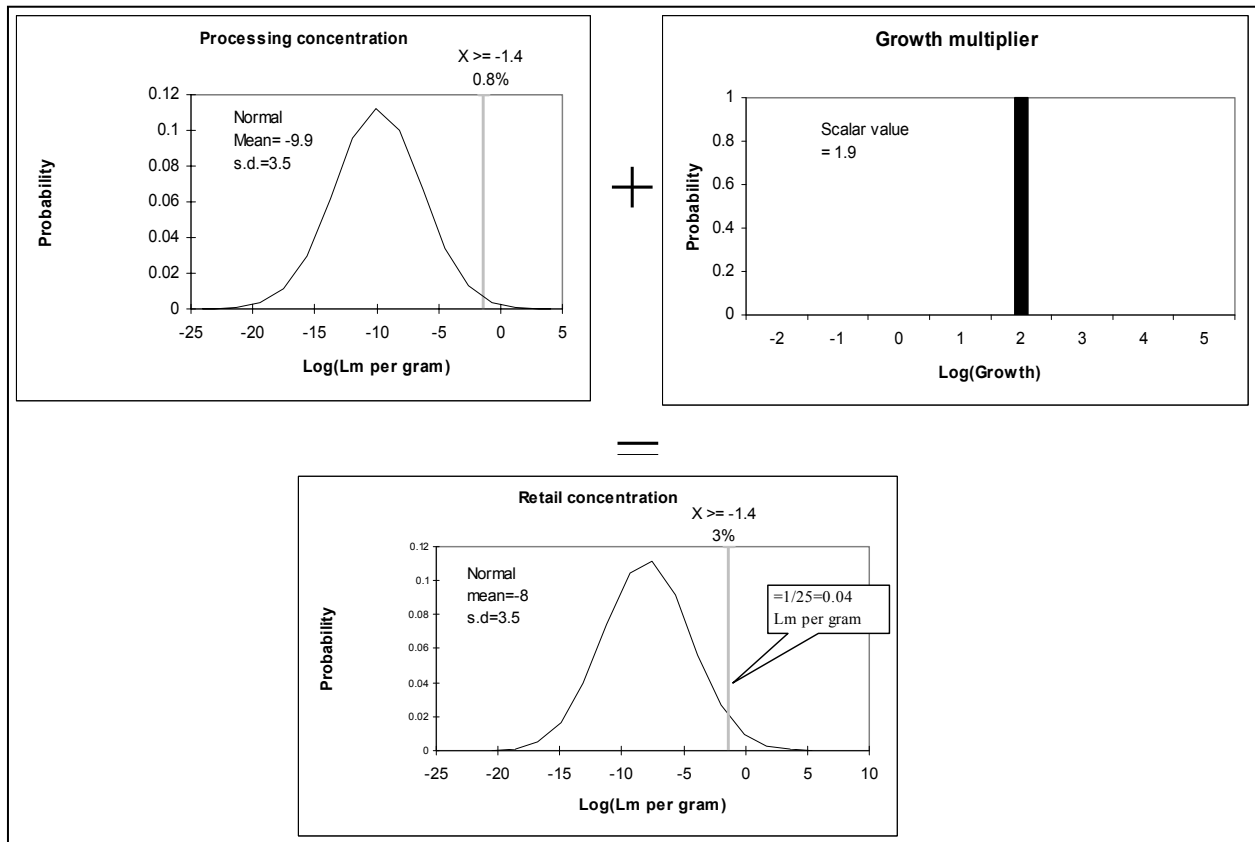 Processing concentration
X >= -1.4
0.8%
0.12
0.1
0.08
0.06
0.04
0.02
0
Normal
Mean= -9.9
s.d.=3.5
Probability
-25 -20 -15 -10 -5 0 5
Log(Lm per gram)
+
Growth multiplier
1
0.8
0.6
0.4
0.2
0
Scalar value
= 1.9
Probability
-2 -1 0 1 2 3 4 5
Log(Growth)
=
Retail concentration
X >= -1.4
3%
0.12
0.1
0.08
0.06
0.04
0.02
0
Normal
mean=-8
s.d=3.5
=1/25=0.04
Lm per gram
Probability
-25 -20 -15 -10 -5 0 5 10
Log(Lm per gram)